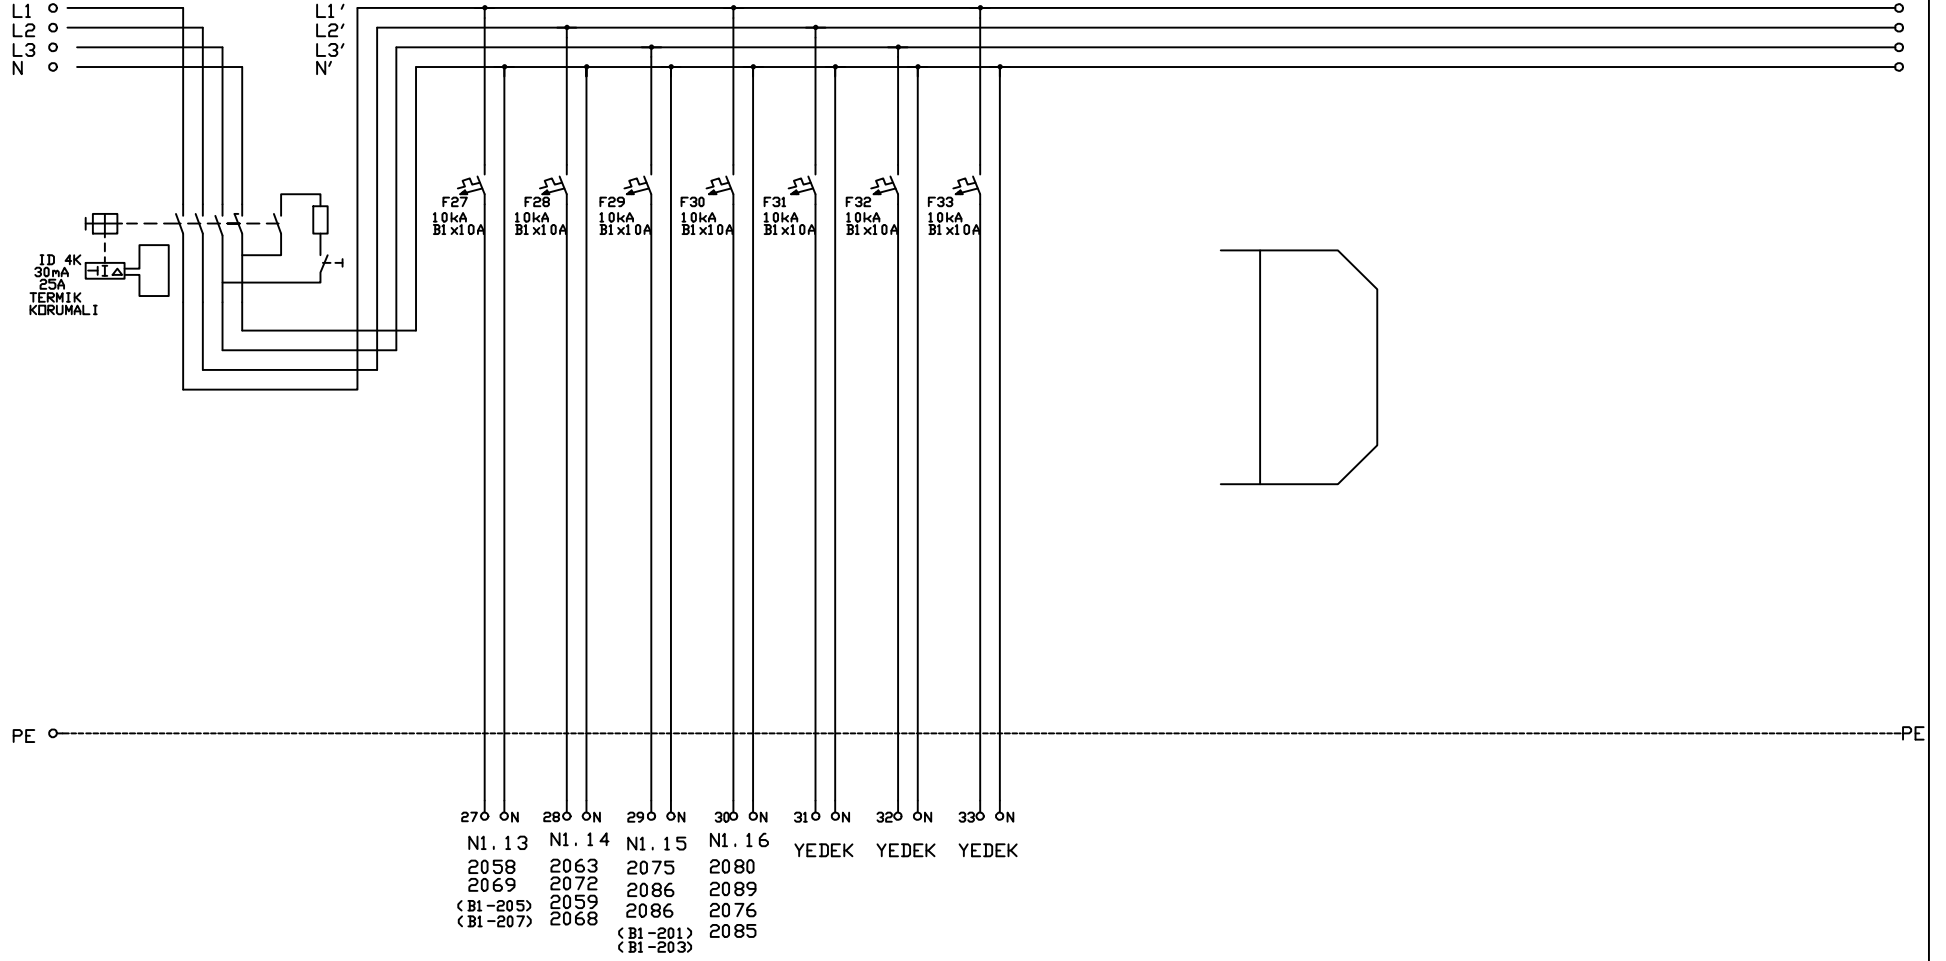 L1
L2
L3
N
L1'
L2'
L3'
N'
F27
10kA
B1x10A
F28
10kA
B1x10A
F29
10kA
B1x10A
F30
10kA
B1x10A
F31
10kA
B1x10A
F32
10kA
B1x10A
F33
10kA
B1x10A
ID 4K
30mA
25A
TERMIK
KORUMALI
I△
PE
PE
27 N
28 N
29 N
30 N
31 N
32 N
33 N
N1.13
2058
2069
(B1-205)
(B1-207)
N1.14
2063
2072
2059
2068
N1.15
2075
2086
2086
(B1-201)
(B1-203)
N1.16
2080
2089
2076
2085
YEDEK
YEDEK
YEDEK